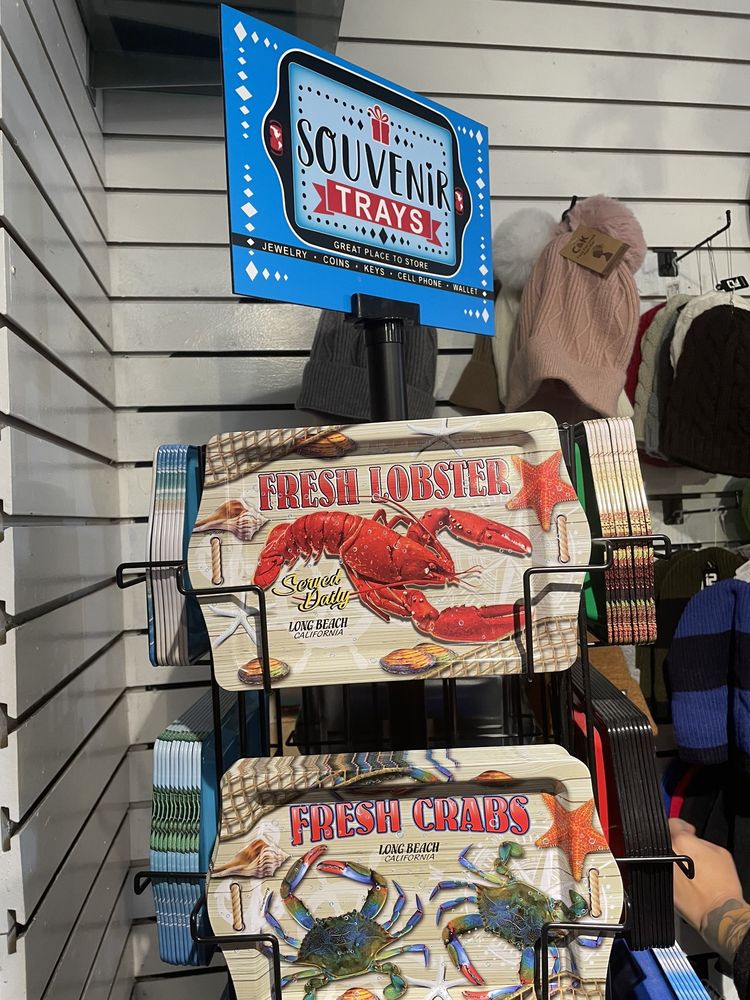 SOUVENIR
TRAYS
GREAT PLACE TO STORE
JEWELRY • COINS • KEYS • CELL PHONE • WALLET
C&K
FRESH LOBSTER
Served
Daily
LONG BEACH
CALIFORNIA
FRESH CRABS
LONG BEACH
CALIFORNIA